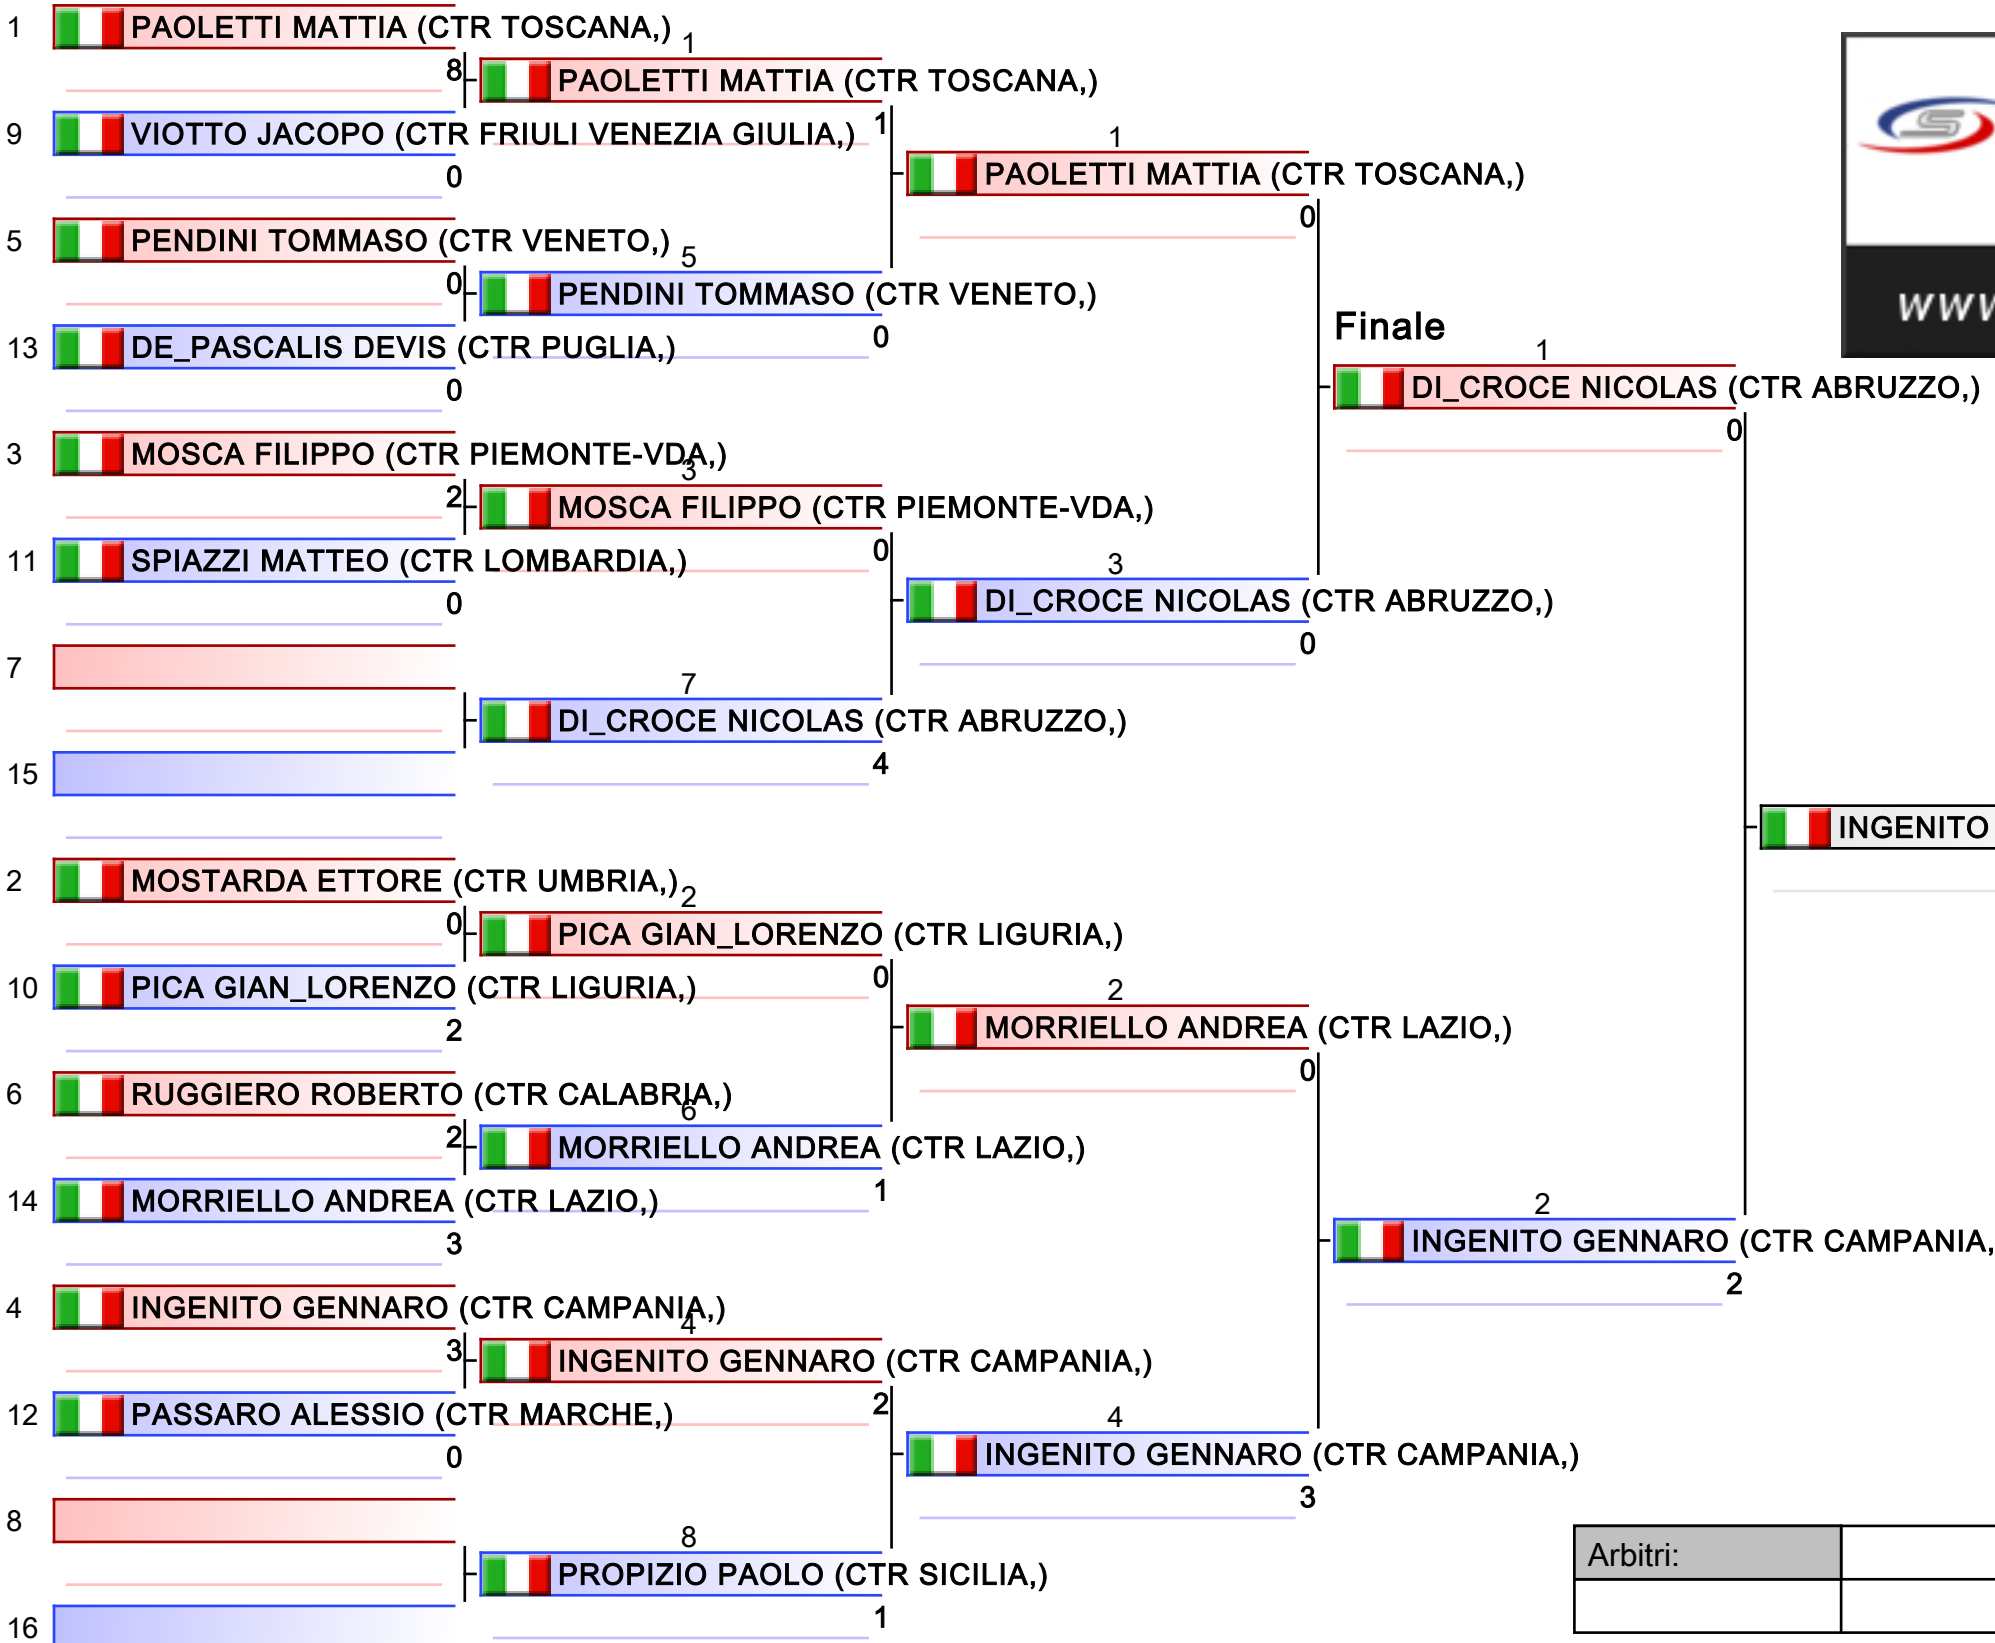 1 PAOLETTI MATTIA (CTR TOSCANA,)
8
9 VIOTTO JACOPO (CTR FRIULI VENEZIA GIULIA,)
0
5 PENDINI TOMMASO (CTR VENETO,)
0
13 DE_PASCALIS DEVIS (CTR PUGLIA,)
0
3 MOSCA FILIPPO (CTR PIEMONTE-VDA,)
2
11 SPIAZZI MATTEO (CTR LOMBARDIA,)
0
7
15
2 MOSTARDA ETTORE (CTR UMBRIA,)
0
10 PICA GIAN_LORENZO (CTR LIGURIA,)
2
6 RUGGIERO ROBERTO (CTR CALABRIA,)
2
14 MORRIELLO ANDREA (CTR LAZIO,)
3
4 INGENITO GENNARO (CTR CAMPANIA,)
3
12 PASSARO ALESSIO (CTR MARCHE,)
0
8
16
1
PAOLETTI MATTIA (CTR TOSCANA,)
1
5
PENDINI TOMMASO (CTR VENETO,)
0
3
MOSCA FILIPPO (CTR PIEMONTE-VDA,)
0
7
DI_CROCE NICOLAS (CTR ABRUZZO,)
4
2
PICA GIAN_LORENZO (CTR LIGURIA,)
0
6
MORRIELLO ANDREA (CTR LAZIO,)
1
4
INGENITO GENNARO (CTR CAMPANIA,)
2
8
PROPIZIO PAOLO (CTR SICILIA,)
1
1
PAOLETTI MATTIA (CTR TOSCANA,)
0
3
DI_CROCE NICOLAS (CTR ABRUZZO,)
0
2
MORRIELLO ANDREA (CTR LAZIO,)
0
4
INGENITO GENNARO (CTR CAMPANIA,)
3
Finale
1
DI_CROCE NICOLAS (CTR ABRUZZO,)
0
2
INGENITO GENNARO (CTR CAMPANIA,
2
INGENITO
S
www
Arbitri: